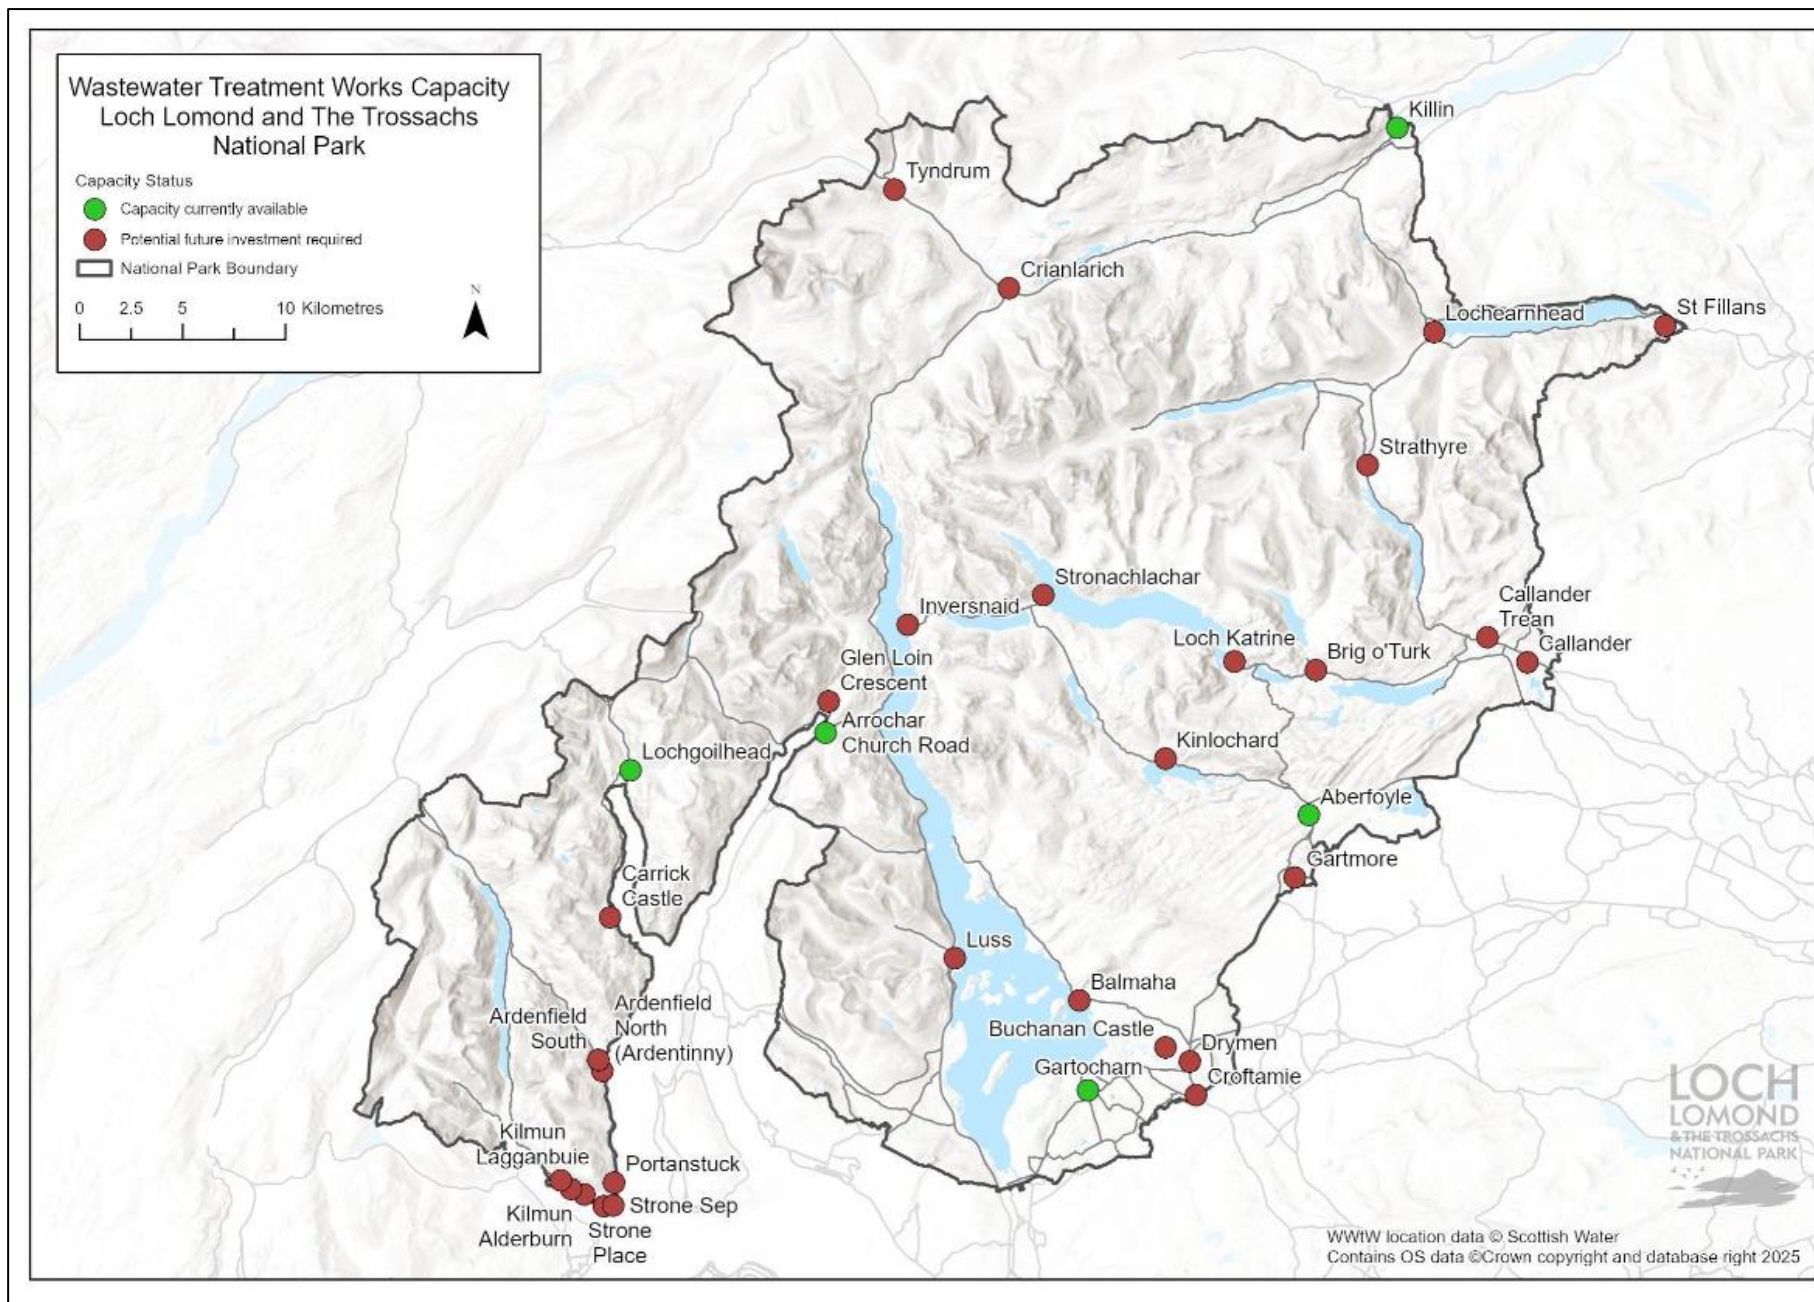 Wastewater Treatment Works Capacity
Loch Lomond and The Trossachs
National Park
Capacity Status
Capacity currently available
Potential future investment required
National Park Boundary
0 2.5 5 10 Kilometres
N
Killin
Tyndrum
Crianlarich
Lochearnhead
St Fillans
Strathyre
Stronachlachar
Inversnaid
Callander
Trean
Loch Katrine
Brig o'Turk
Callander
Glen Loin
Crescent
Arrochar
Church Road
Lochgoilhead
Kinlochard
Aberfoyle
Gartmore
Carrick
Castle
Luss
Balmaha
Buchanan Castle
Drymen
Gartocharn
Croftamie
Ardenfield
South
Ardenfield
North
(Ardentinny)
Kilmun
Lagganbuie
Portanstuck
Strone Sep
Kilmun
Alderburn
Strone
Place
LOCH
LOMOND
& THE TROSSACHS
NATIONAL PARK
WWtW location data © Scottish Water
Contains OS data ©Crown copyright and database right 2025